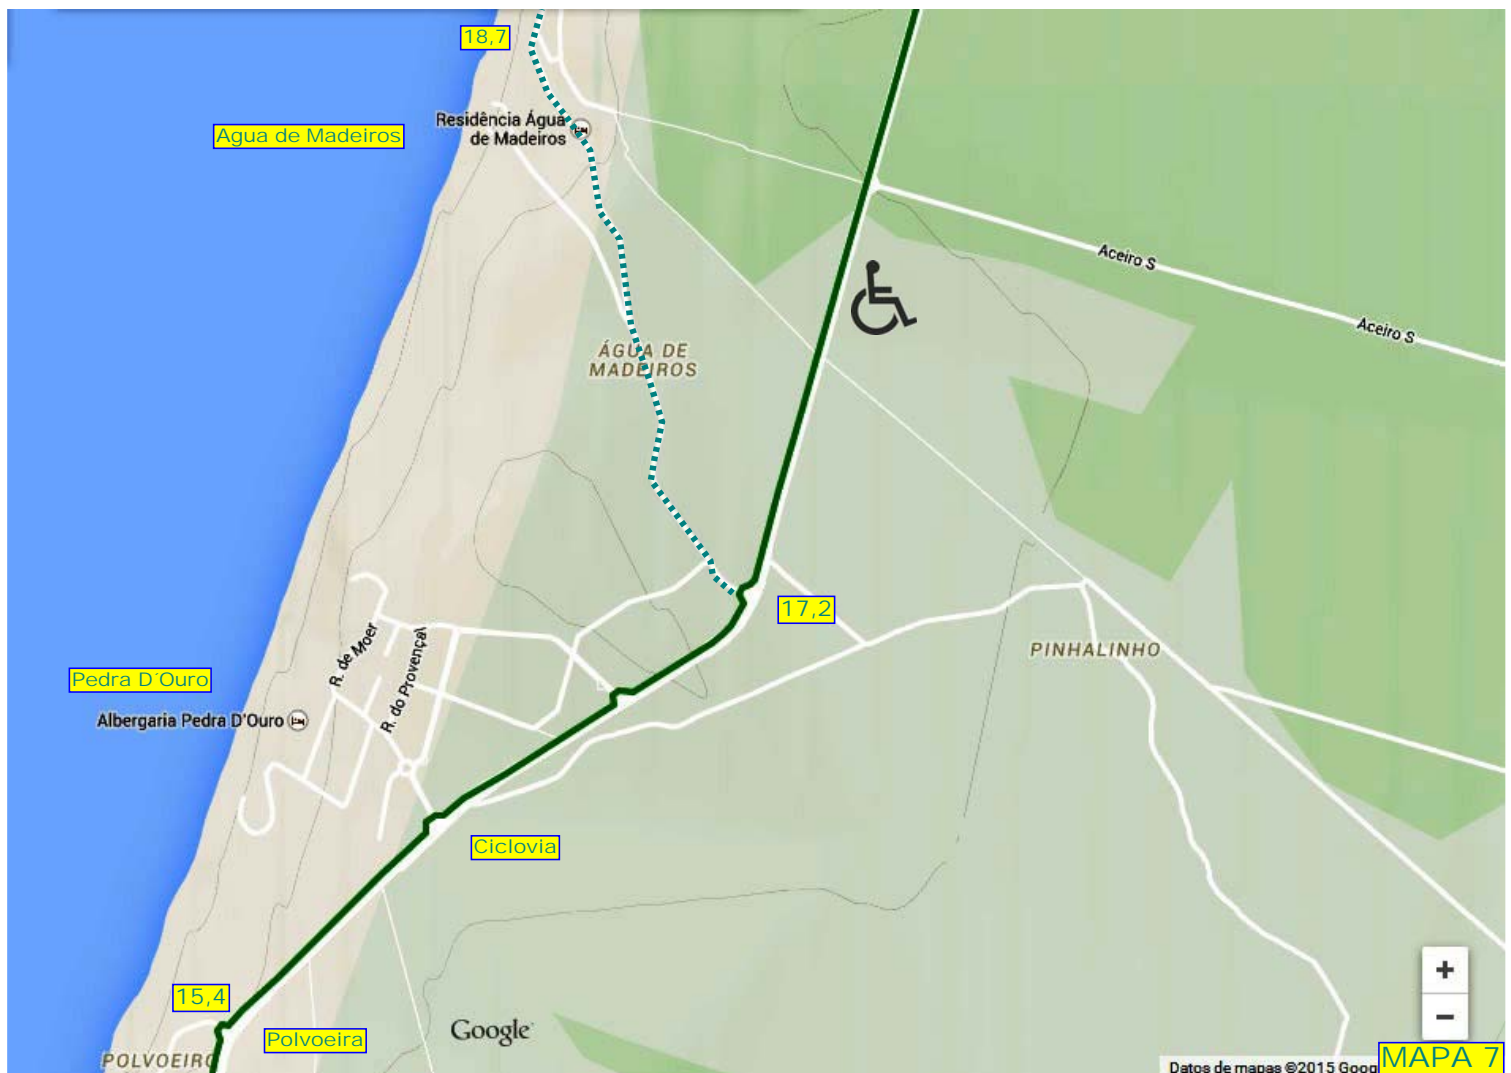 18,7
Agua de Madeiros
Residência Água
de Madeiros
Aceiro S
Aceiro S
ÁGUA DE
MADEIROS
17,2
PINHALINHO
R. de Moer
R. do Provençal
Pedra D´Ouro
Albergaria Pedra D'Ouro
Ciclovia
15,4
Polvoeira
Google
POLVOEIRO
+
−
Datos de mapas ©2015 Goog
MAPA 7